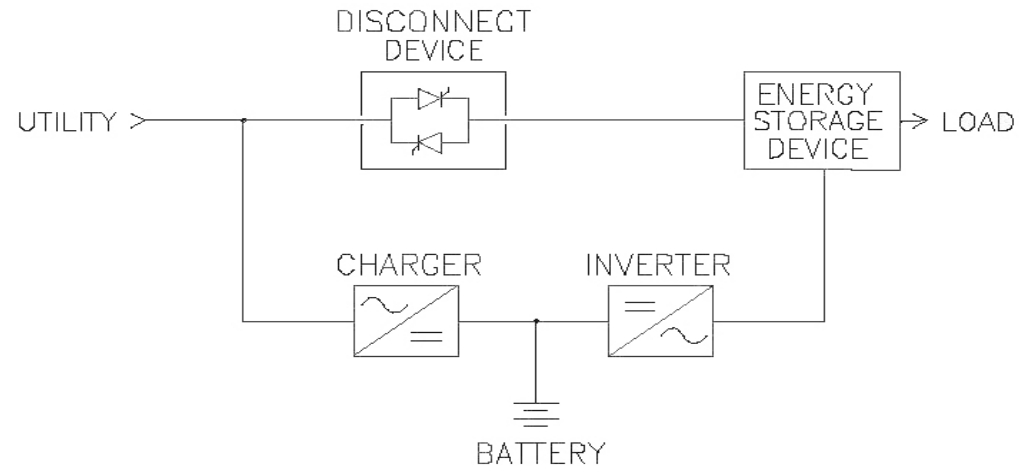 DISCONNECT
DEVICE
UTILITY
ENERGY
STORAGE
DEVICE
LOAD
CHARGER
INVERTER
BATTERY